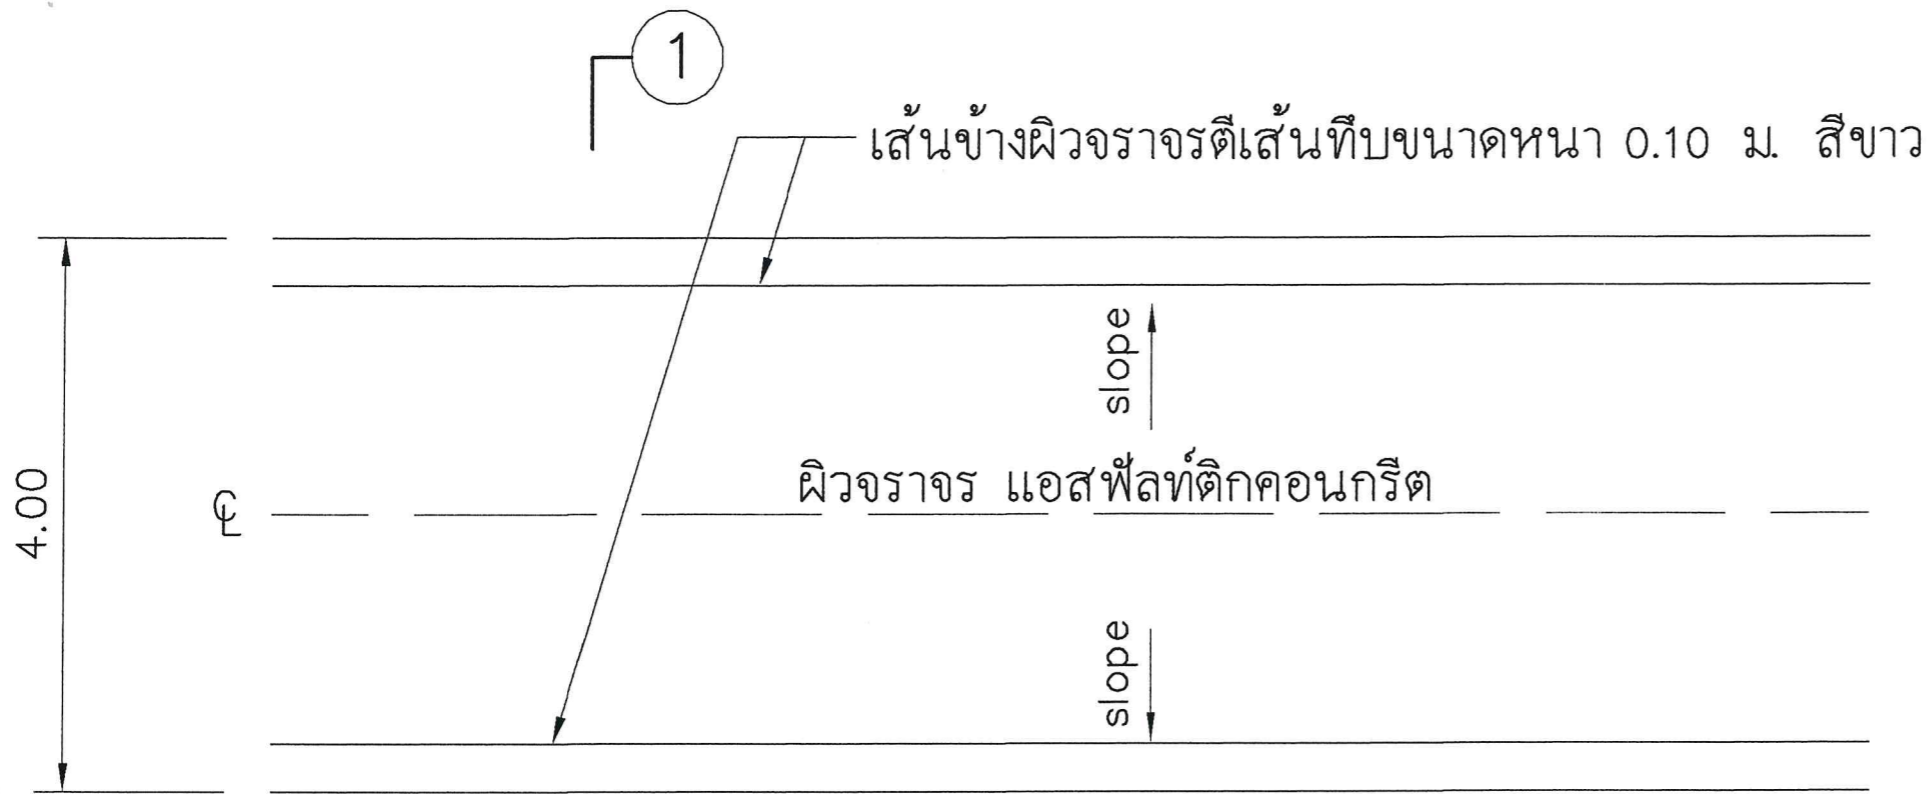 1
เส้นข้างผิวจราจรตีเส้นทึบขนาดหนา 0.10 ม. สีขาว
slope
ผิวจราจร แอสฟัลท์ติกคอนกรีต
4.00
℄
slope